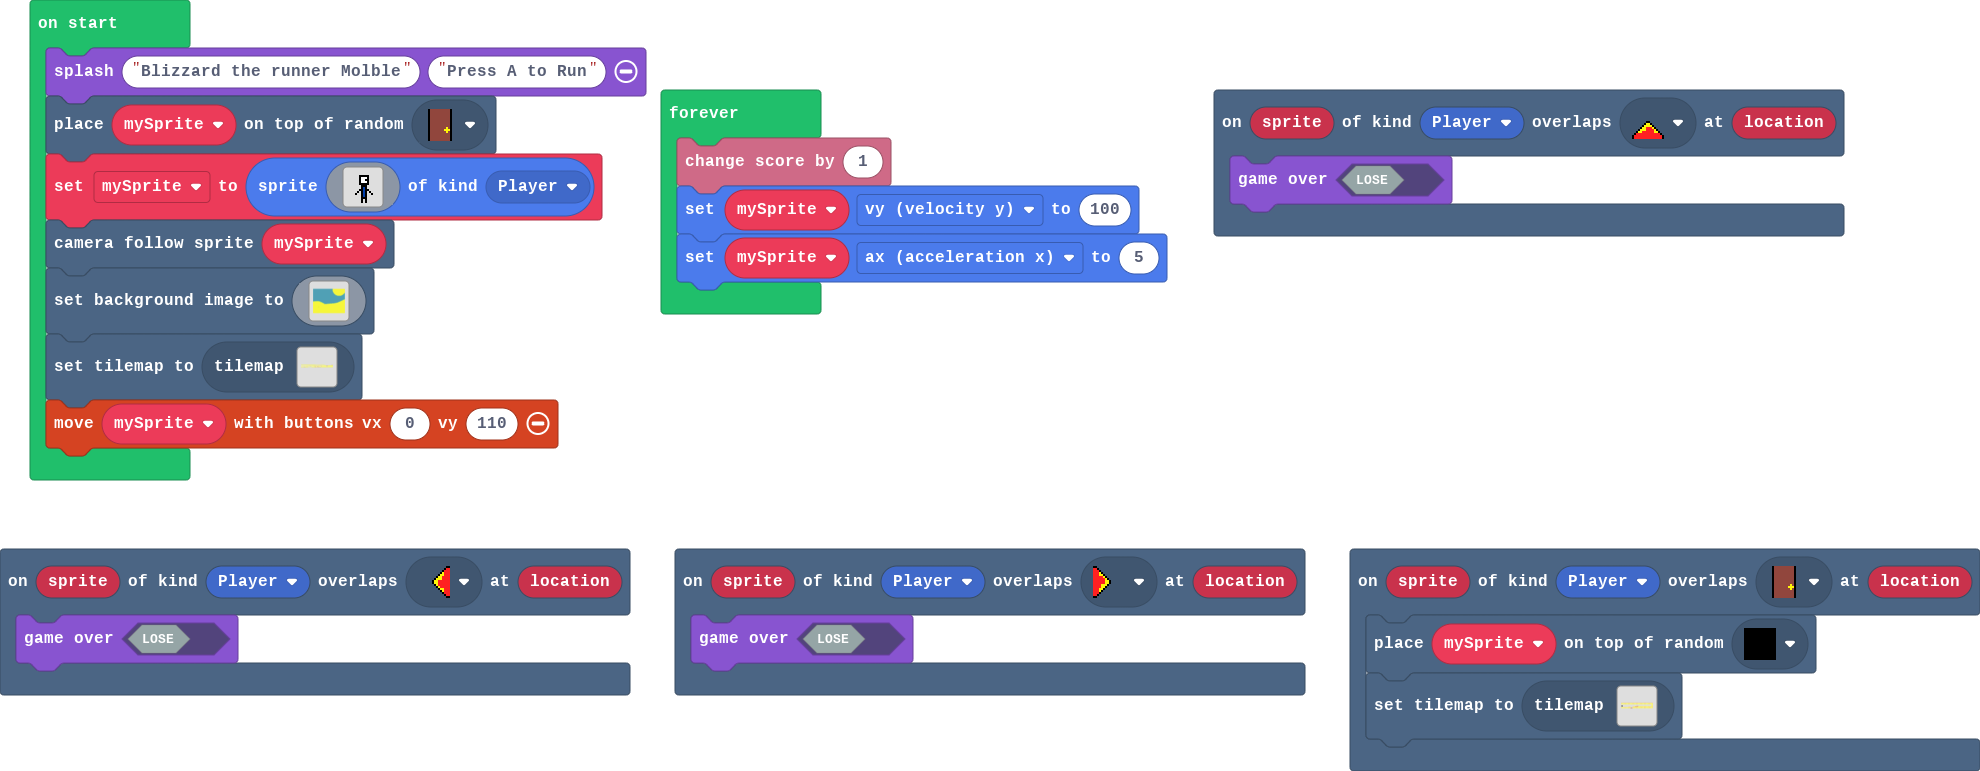 on start
splash "Blizzard the runner Molble" "Press A to Run"
place mySprite on top of random
set mySprite to sprite of kind Player
camera follow sprite mySprite
set background image to
set tilemap to tilemap
move mySprite with buttons vx 0 vy 110
forever
change score by 1
set mySprite vy (velocity y) to 100
set mySprite ax (acceleration x) to 5
on sprite of kind Player overlaps at location
game over LOSE
on sprite of kind Player overlaps at location
game over LOSE
on sprite of kind Player overlaps at location
game over LOSE
on sprite of kind Player overlaps at location
place mySprite on top of random
set tilemap to tilemap